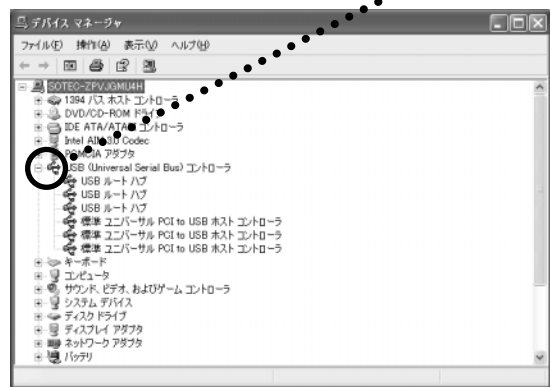 デバイス マネージャ
ファイル(F) 操作(A) 表示(V) ヘルプ(H)
SOTEC-ZPVJGMU4H
1394 バス ホスト コントローラ
DVD/CD-ROM ドライブ
IDE ATA/ATAPI コントローラ
Intel AIM 3.0 Codec
PCMCIA アダプタ
USB (Universal Serial Bus) コントローラ
USB ルート ハブ
USB ルート ハブ
USB ルート ハブ
標準 ユニバーサル PCI to USB ホスト コントローラ
標準 ユニバーサル PCI to USB ホスト コントローラ
標準 ユニバーサル PCI to USB ホスト コントローラ
キーボード
コンピュータ
サウンド、ビデオ、およびゲーム コントローラ
システム デバイス
ディスク ドライブ
ディスプレイ アダプタ
ネットワーク アダプタ
バッテリ